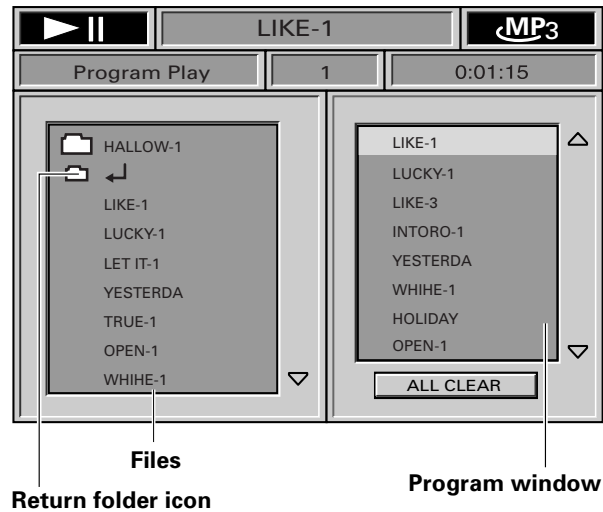 LIKE-1
MP3
Program Play
1
0:01:15
HALLOW-1
LIKE-1
LUCKY-1
LET IT-1
YESTERDA
TRUE-1
OPEN-1
WHIHE-1
LIKE-1
LUCKY-1
LIKE-3
INTORO-1
YESTERDA
WHIHE-1
HOLIDAY
OPEN-1
ALL CLEAR
Files
Program window
Return folder icon